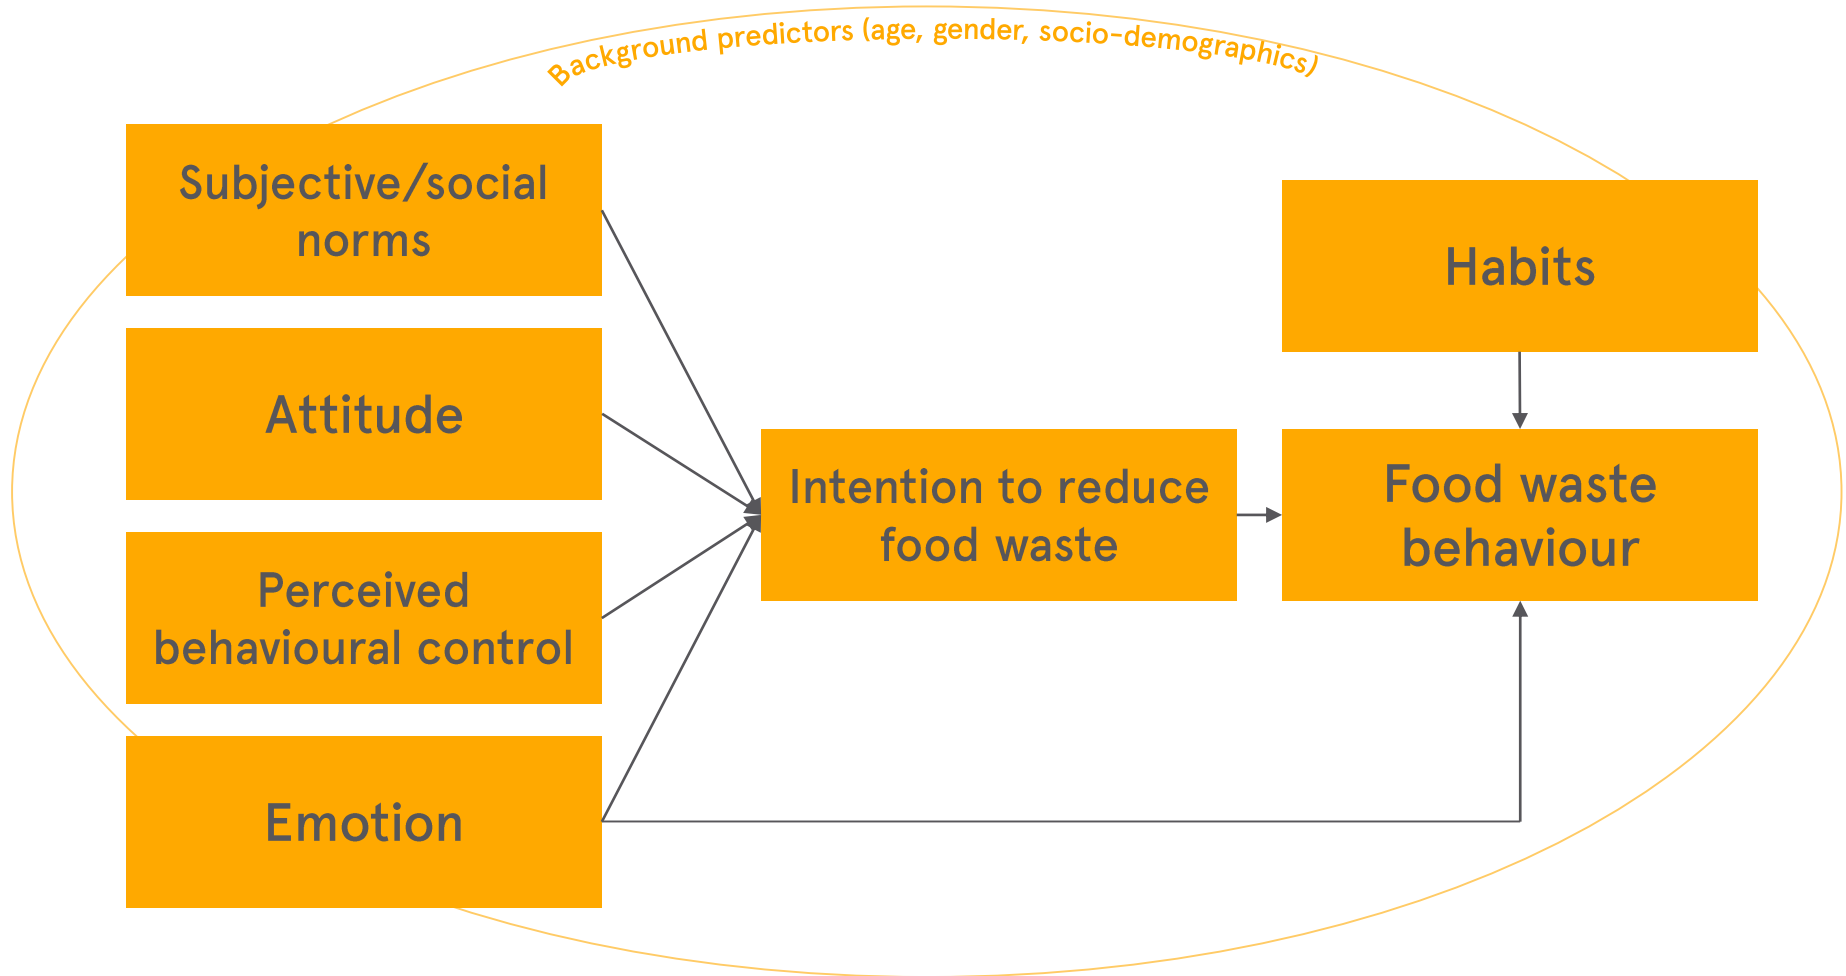 Background predictors (age, gender, socio-demographics)
Subjective/social
norms
Attitude
Perceived
behavioural control
Emotion
Intention to reduce
food waste
Habits
Food waste
behaviour